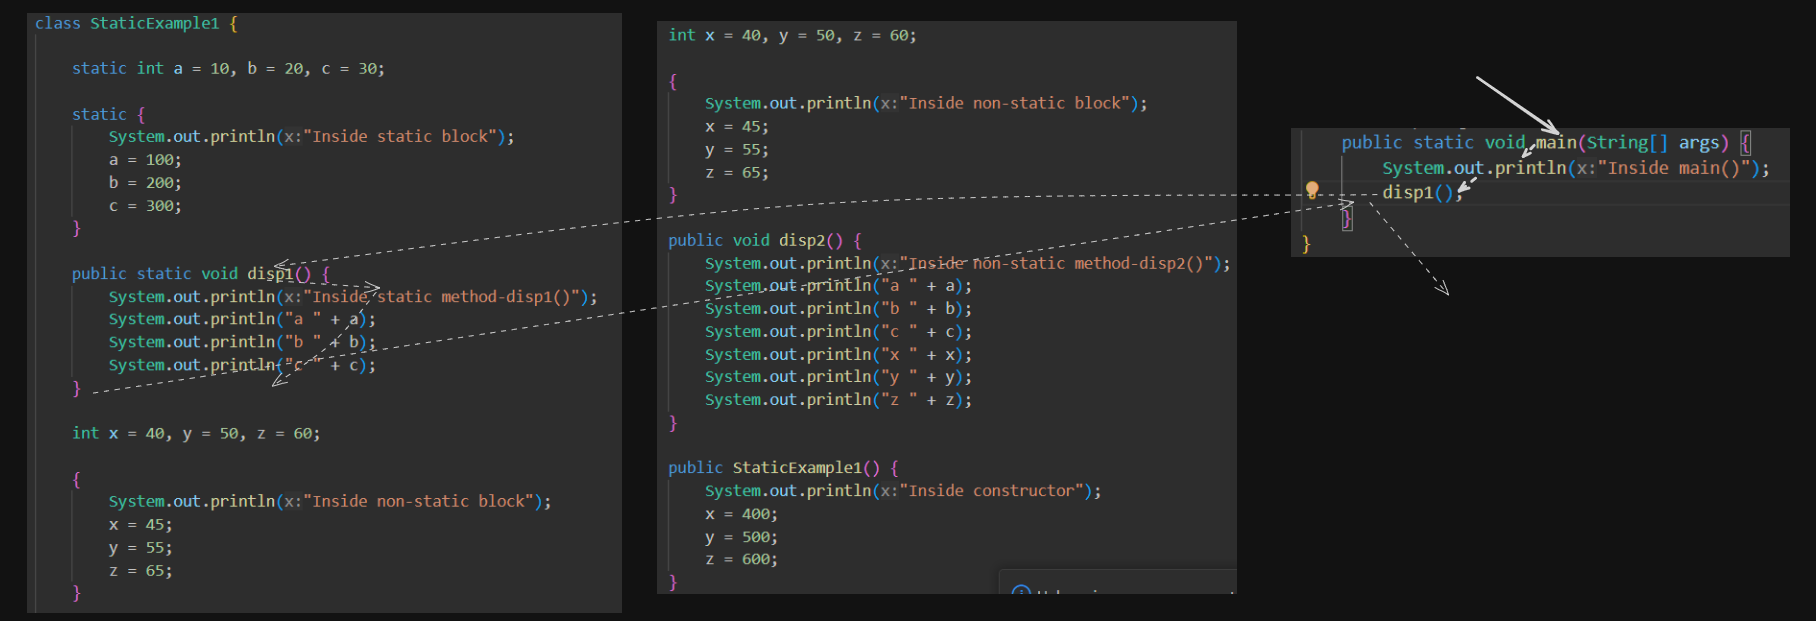 class StaticExample1 {
static int a = 10, b = 20, c = 30;
static {
System.out.println(x:"Inside static block");
a = 100;
b = 200;
c = 300;
}
public static void disp1() {
System.out.println(x:"Inside static method-disp1()");
System.out.println("a " + a);
System.out.println("b " + b);
System.out.println("c " + c);
}
int x = 40, y = 50, z = 60;
{
System.out.println(x:"Inside non-static block");
x = 45;
y = 55;
z = 65;
}
int x = 40, y = 50, z = 60;
{
System.out.println(x:"Inside non-static block");
x = 45;
y = 55;
z = 65;
}
public void disp2() {
System.out.println(x:"Inside non-static method-disp2()");
System.out.println("a " + a);
System.out.println("b " + b);
System.out.println("c " + c);
System.out.println("x " + x);
System.out.println("y " + y);
System.out.println("z " + z);
}
public StaticExample1() {
System.out.println(x:"Inside constructor");
x = 400;
y = 500;
z = 600;
}
public static void main(String[] args) {
System.out.println(x:"Inside main()");
disp1();
}
}